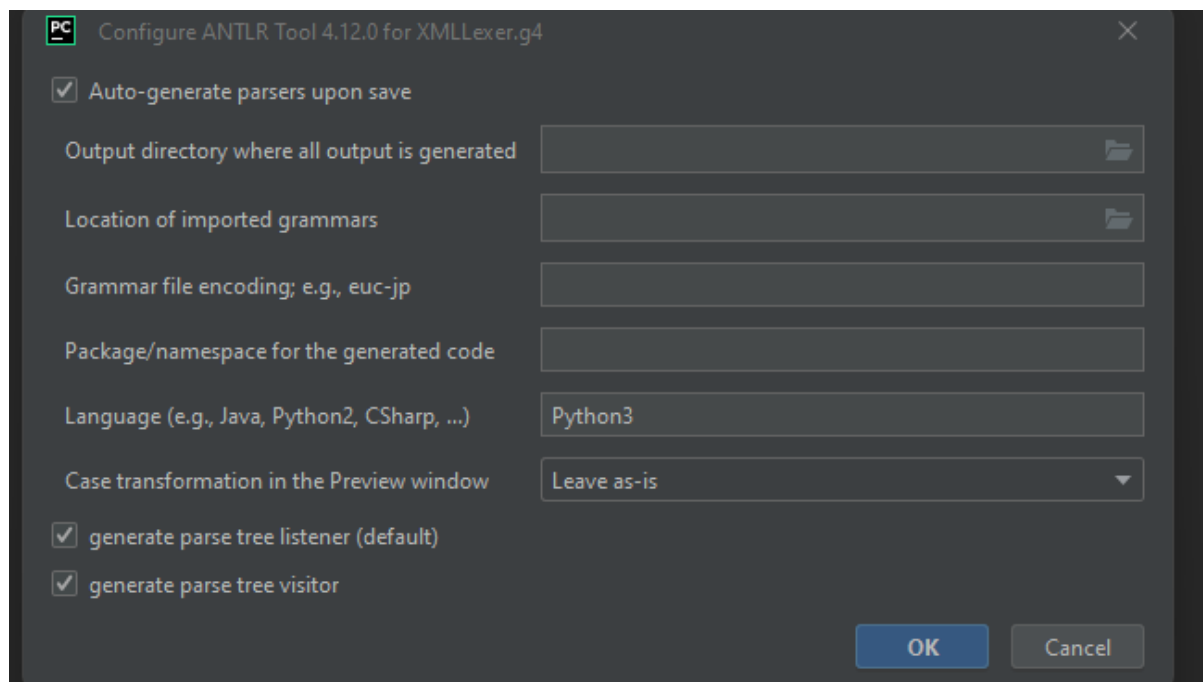 PC Configure ANTLR Tool 4.12.0 for XMLLexer.g4
Auto-generate parsers upon save
Output directory where all output is generated
Location of imported grammars
Grammar file encoding; e.g., euc-jp
Package/namespace for the generated code
Language (e.g., Java, Python2, CSharp, ...) Python3
Case transformation in the Preview window Leave as-is
generate parse tree listener (default)
generate parse tree visitor
OK Cancel